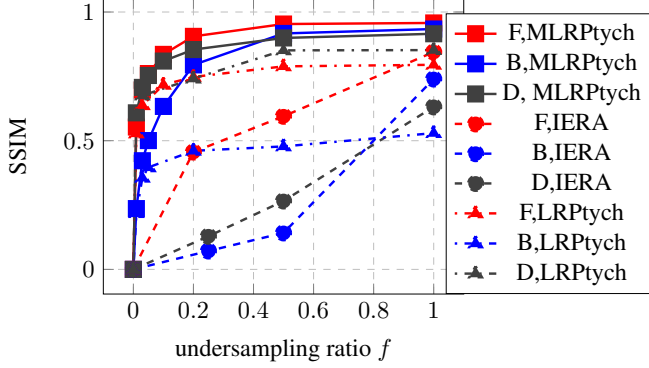 1
0.5
0
SSIM
0
0.2
0.4
0.6
0.8
1
undersampling ratio f
F,MLRPtych
B,MLRPtych
D, MLRPtych
F,IERA
B,IERA
D,IERA
F,LRPtych
B,LRPtych
D,LRPtych